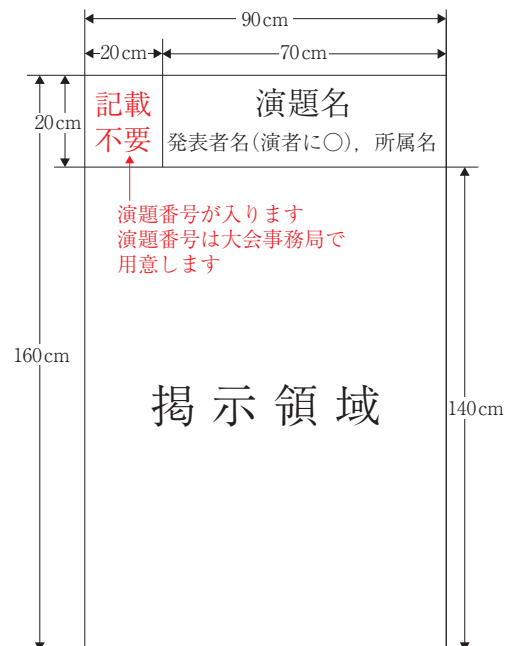 90cm
20cm
70cm
20cm
記載
不要
演題名
発表者名(演者に○)，所属名
演題番号が入ります
演題番号は大会事務局で
用意します
160cm
掲示領域
140cm